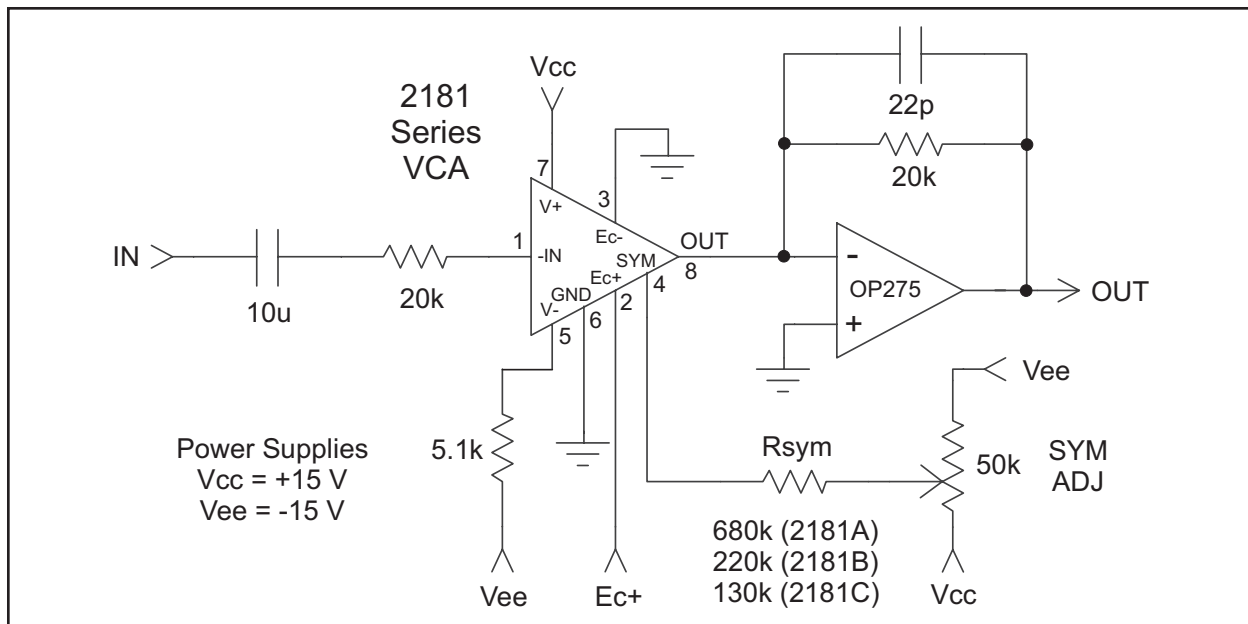 Vcc
2181
Series
VCA
22p
20k
7
3
V+
Ec-
IN
1
-IN
SYM
OUT
8
4
Ec+
GND
2
V-
6
5
10u
20k
-
OP275
+
OUT
Vee
Power Supplies
Vcc = +15 V
Vee = -15 V
5.1k
Rsym
50k
SYM
ADJ
680k (2181A)
220k (2181B)
130k (2181C)
Vee
Ec+
Vcc